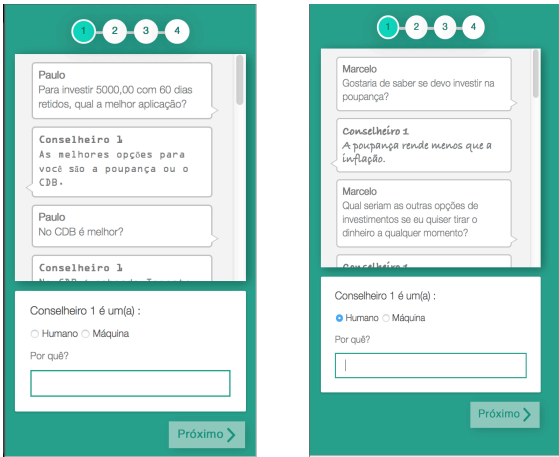 1 2 3 4
Paulo
Para investir 5000,00 com 60 dias
retidos, qual a melhor aplicação?
Conselheiro 1
As melhores opções para
você são a poupança ou o
CDB.
Paulo
No CDB é melhor?
Conselheiro 1
Conselheiro 1 é um(a) :
Humano Máquina
Por quê?
Próximo
1 2 3 4
Marcelo
Gostaria de saber se devo investir na
poupança?
Conselheiro 1
A poupança rende menos que a
inflação.
Marcelo
Qual seriam as outras opções de
investimentos se eu quiser tirar o
dinheiro a qualquer momento?
Conselheiro 1
Conselheiro 1 é um(a) :
Humano Máquina
Por quê?
Próximo